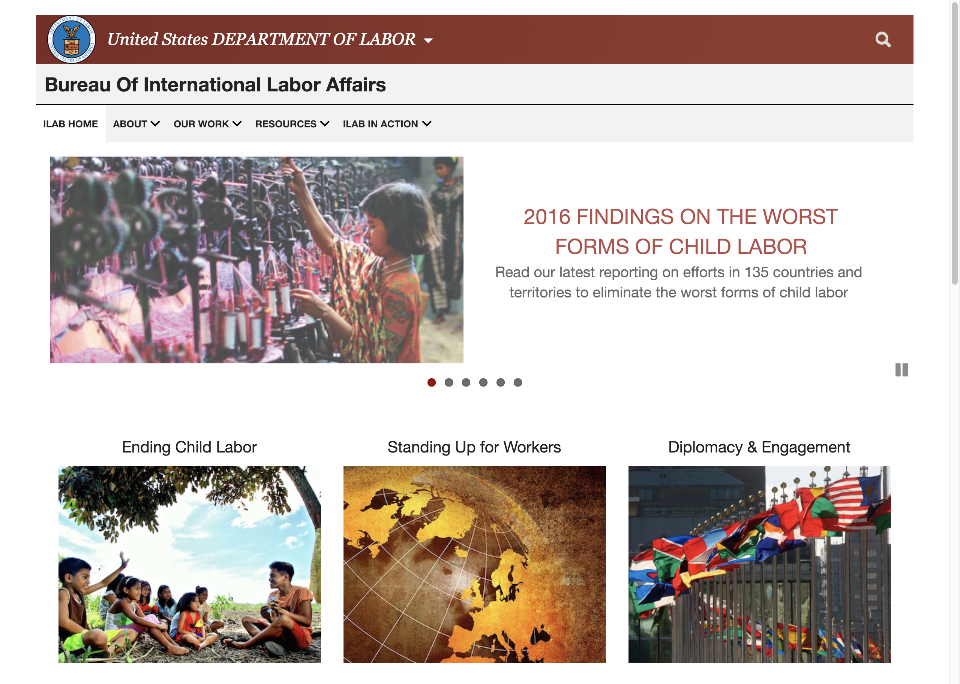 United States DEPARTMENT OF LABOR
Bureau Of International Labor Affairs
ILAB HOME ABOUT OUR WORK RESOURCES ILAB IN ACTION
2016 FINDINGS ON THE WORST
FORMS OF CHILD LABOR
Read our latest reporting on efforts in 135 countries and
territories to eliminate the worst forms of child labor
Ending Child Labor
Standing Up for Workers
Diplomacy & Engagement